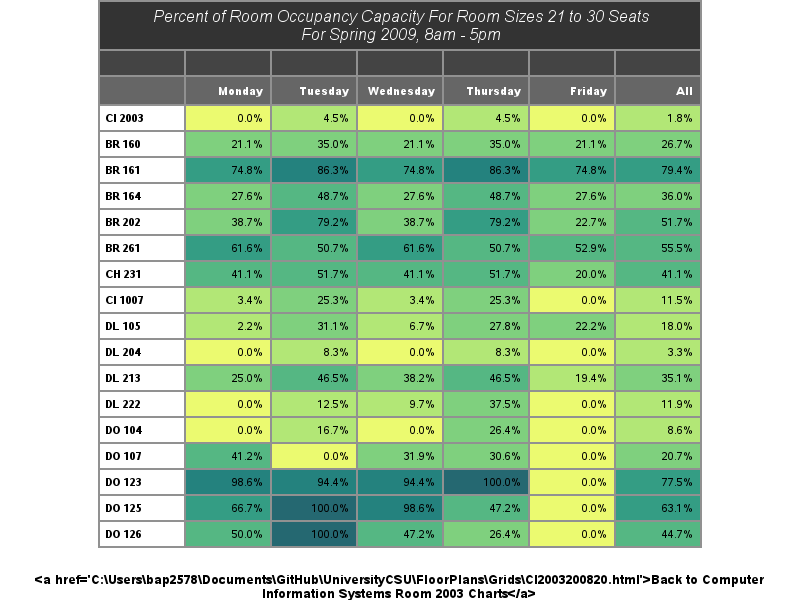 Percent of Room Occupancy Capacity For Room Sizes 21 to 30 Seats
For Spring 2009, 8am - 5pm
Monday Tuesday Wednesday Thursday Friday All
CI 2003 0.0% 4.5% 0.0% 4.5% 0.0% 1.8%
BR 160 21.1% 35.0% 21.1% 35.0% 21.1% 26.7%
BR 161 74.8% 86.3% 74.8% 86.3% 74.8% 79.4%
BR 164 27.6% 48.7% 27.6% 48.7% 27.6% 36.0%
BR 202 38.7% 79.2% 38.7% 79.2% 22.7% 51.7%
BR 261 61.6% 50.7% 61.6% 50.7% 52.9% 55.5%
CH 231 41.1% 51.7% 41.1% 51.7% 20.0% 41.1%
CI 1007 3.4% 25.3% 3.4% 25.3% 0.0% 11.5%
DL 105 2.2% 31.1% 6.7% 27.8% 22.2% 18.0%
DL 204 0.0% 8.3% 0.0% 8.3% 0.0% 3.3%
DL 213 25.0% 46.5% 38.2% 46.5% 19.4% 35.1%
DL 222 0.0% 12.5% 9.7% 37.5% 0.0% 11.9%
DO 104 0.0% 16.7% 0.0% 26.4% 0.0% 8.6%
DO 107 41.2% 0.0% 31.9% 30.6% 0.0% 20.7%
DO 123 98.6% 94.4% 94.4% 100.0% 0.0% 77.5%
DO 125 66.7% 100.0% 98.6% 47.2% 0.0% 63.1%
DO 126 50.0% 100.0% 47.2% 26.4% 0.0% 44.7%
<a href='C:\Users\bap2578\Documents\GitHub\UniversityCSU\FloorPlans\Grids\CI2003200820.html'>Back to Computer
Information Systems Room 2003 Charts</a>